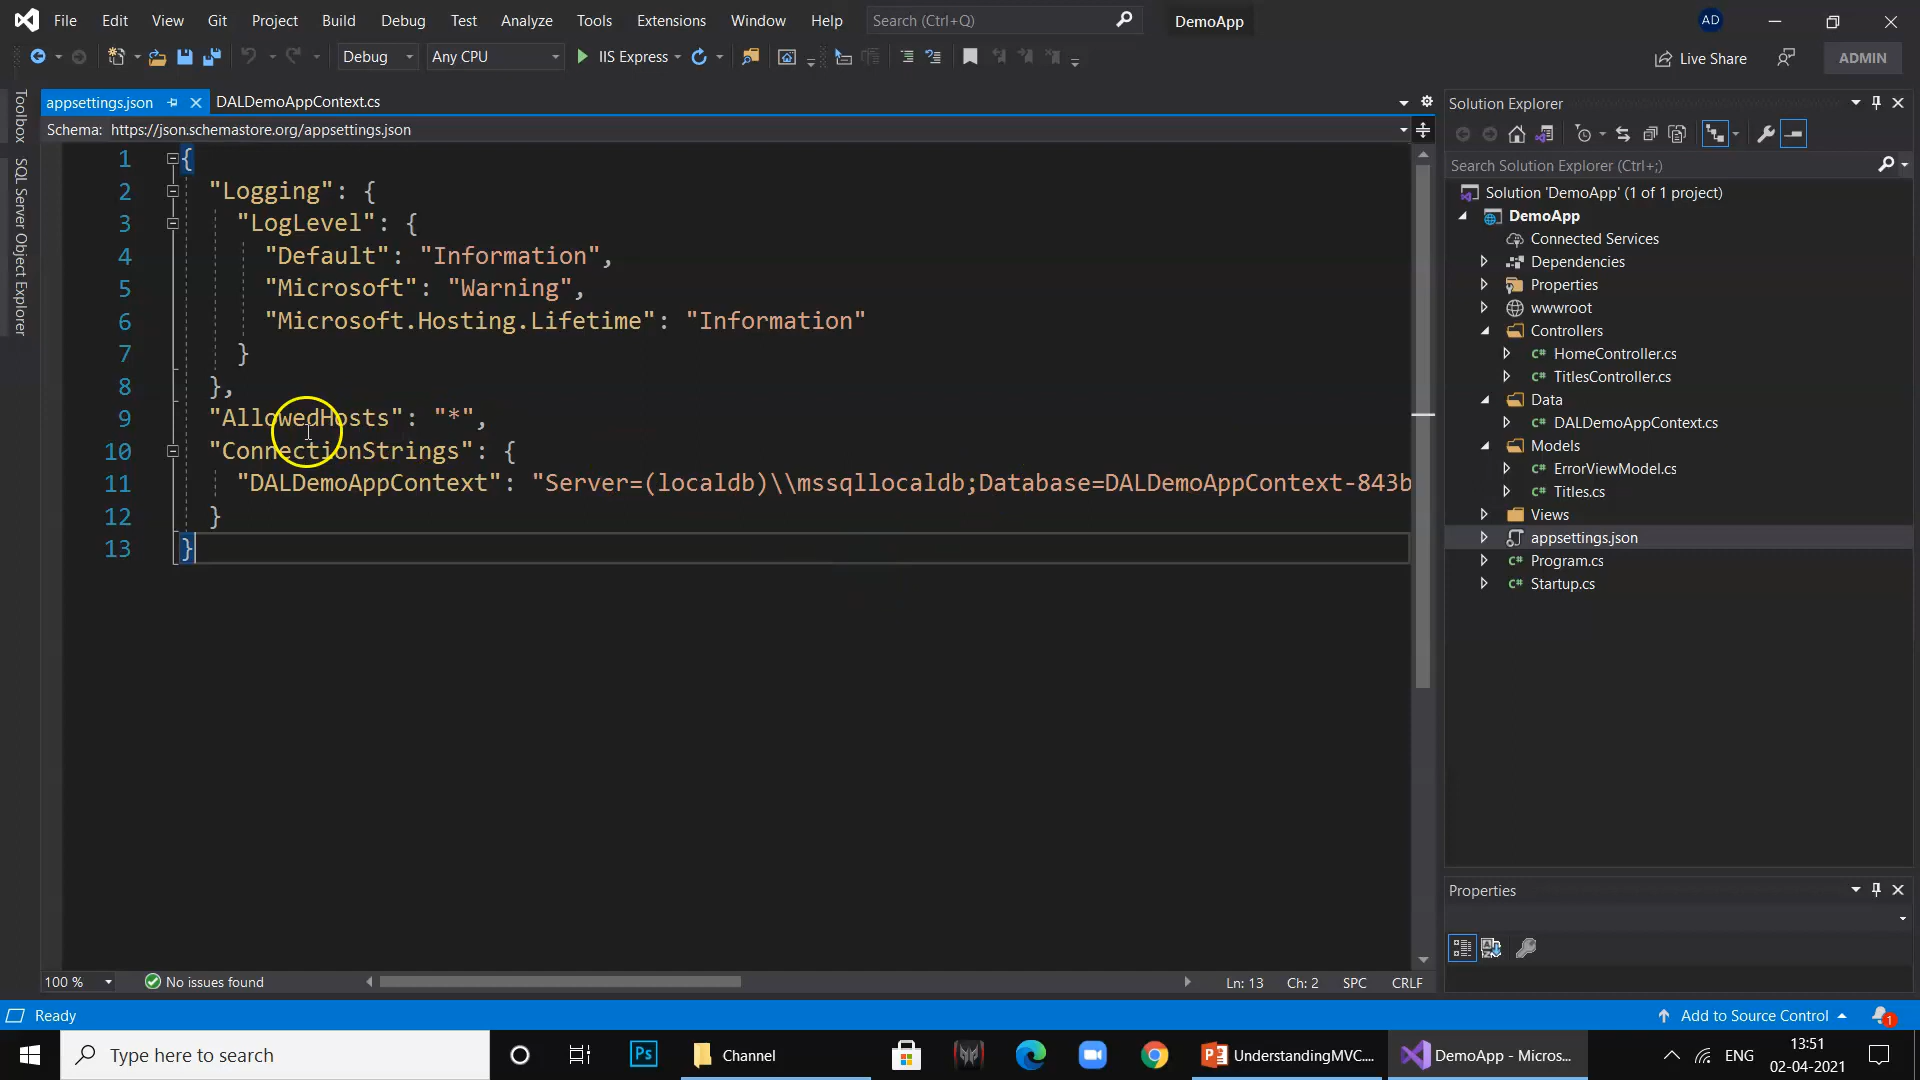 File Edit View Git Project Build Debug Test Analyze Tools Extensions Window Help Search (Ctrl+Q) DemoApp AD
Debug Any CPU IIS Express Live Share ADMIN
Toolbox
SQL Server Object Explorer
appsettings.json DALDemoAppContext.cs
Schema: https://json.schemastore.org/appsettings.json
1 {
2 "Logging": {
3 "LogLevel": {
4 "Default": "Information",
5 "Microsoft": "Warning",
6 "Microsoft.Hosting.Lifetime": "Information"
7 }
8 },
9 "AllowedHosts": "*",
10 "ConnectionStrings": {
11 "DALDemoAppContext": "Server=(localdb)\\mssqllocaldb;Database=DALDemoAppContext-843b
12 }
13 }
100 % No issues found Ln: 13 Ch: 2 SPC CRLF
Solution Explorer
Search Solution Explorer (Ctrl+;)
Solution 'DemoApp' (1 of 1 project)
DemoApp
Connected Services
Dependencies
Properties
wwwroot
Controllers
C# HomeController.cs
C# TitlesController.cs
Data
C# DALDemoAppContext.cs
Models
C# ErrorViewModel.cs
C# Titles.cs
Views
appsettings.json
C# Program.cs
C# Startup.cs
Properties
Ready Add to Source Control 1
Type here to search Ps Channel UnderstandingMVC.... DemoApp - Micros... ENG 13:51
02-04-2021